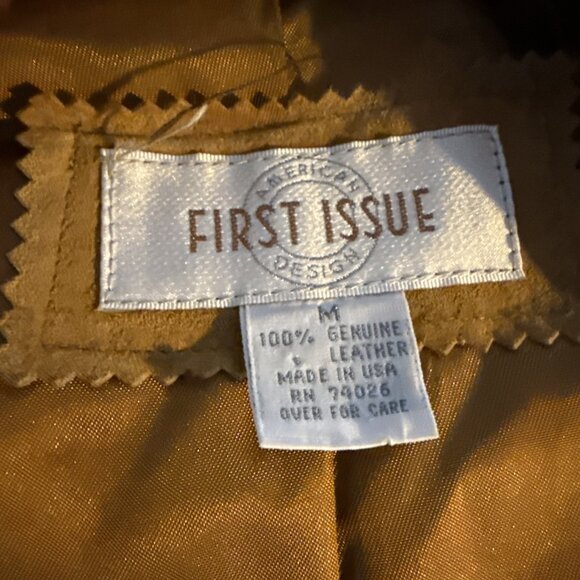 AMERICAN
FIRST ISSUE
DESIGN
M
100% GENUINE
LEATHER
MADE IN USA
RN 74026
OVER FOR CARE